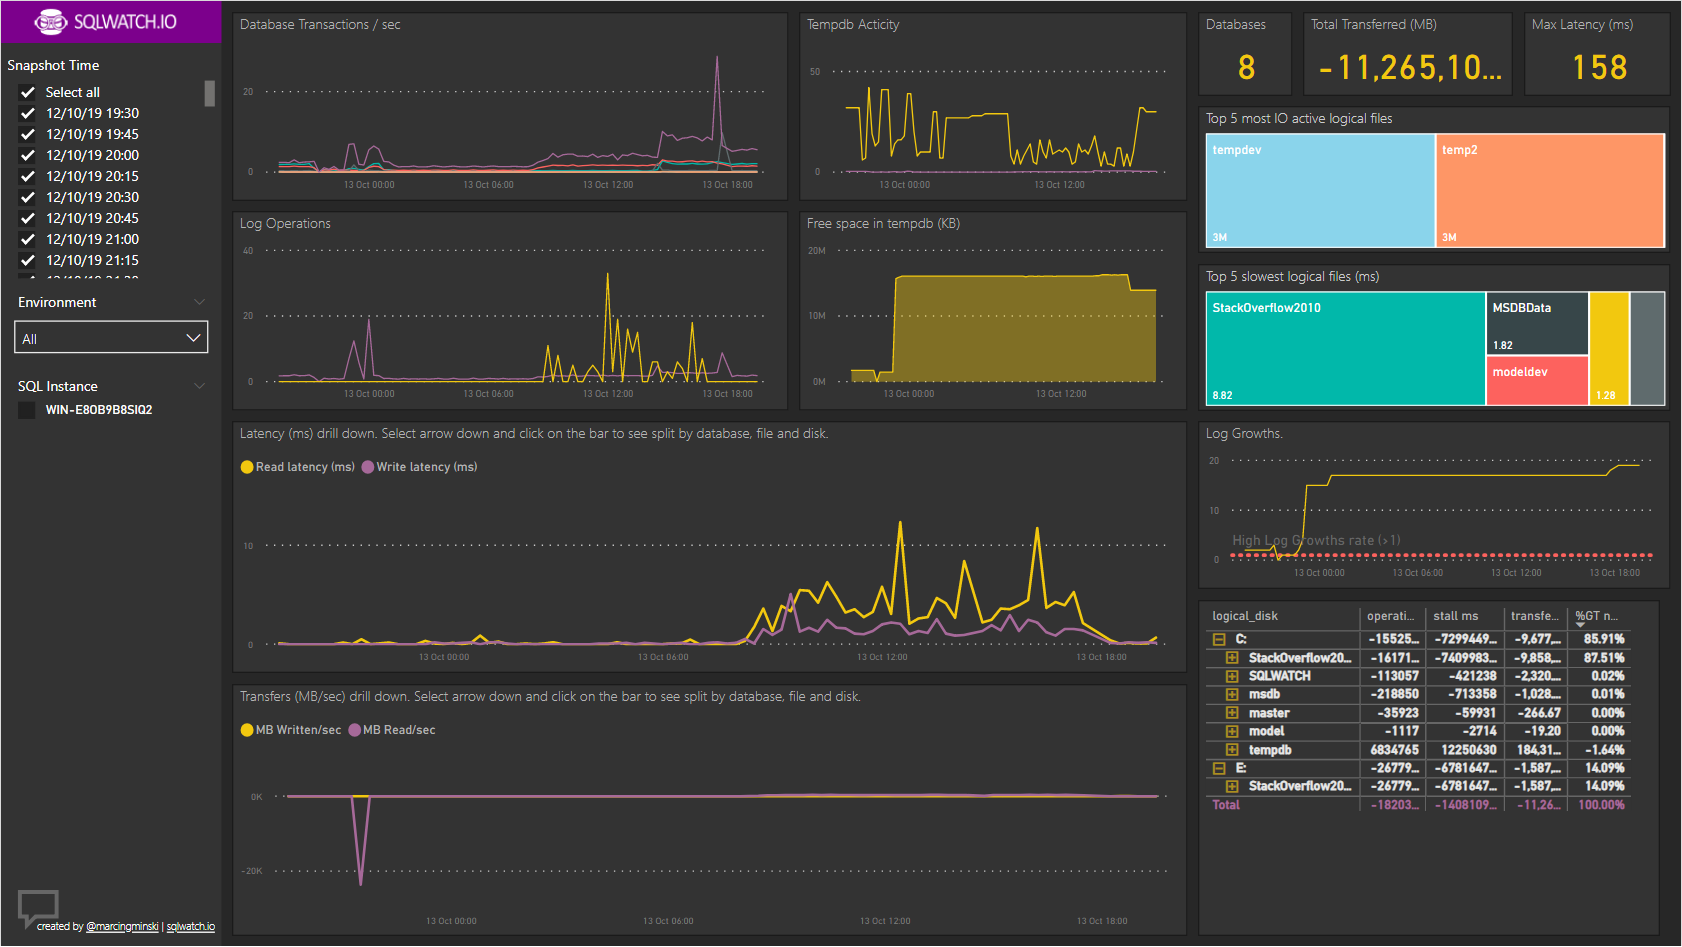 SQLWATCH.IO
Snapshot Time
Select all
12/10/19 19:30
12/10/19 19:45
12/10/19 20:00
12/10/19 20:15
12/10/19 20:30
12/10/19 20:45
12/10/19 21:00
12/10/19 21:15
Environment
All
SQL Instance
WIN-E80B9B8SIQ2
created by @marcingminski | sqlwatch.io
Database Transactions / sec
20
0
13 Oct 00:00 13 Oct 06:00 13 Oct 12:00 13 Oct 18:00
Tempdb Acticity
50
0
13 Oct 00:00 13 Oct 12:00
Databases
8
Total Transferred (MB)
-11,265,10...
Max Latency (ms)
158
Top 5 most IO active logical files
tempdev temp2
3M 3M
Log Operations
40
20
0
13 Oct 00:00 13 Oct 06:00 13 Oct 12:00 13 Oct 18:00
Free space in tempdb (KB)
20M
10M
0M
13 Oct 00:00 13 Oct 12:00
Top 5 slowest logical files (ms)
StackOverflow2010
8.82
MSDBData
1.82
modeldev
1.28
Latency (ms) drill down. Select arrow down and click on the bar to see split by database, file and disk.
Read latency (ms) Write latency (ms)
10
0
13 Oct 00:00 13 Oct 06:00 13 Oct 12:00 13 Oct 18:00
Log Growths.
20
10
High Log Growths rate (>1)
0
13 Oct 00:00 13 Oct 06:00 13 Oct 12:00 13 Oct 18:00
Transfers (MB/sec) drill down. Select arrow down and click on the bar to see split by database, file and disk.
MB Written/sec MB Read/sec
0K
-20K
13 Oct 00:00 13 Oct 06:00 13 Oct 12:00 13 Oct 18:00
logical_disk operati... stall ms transfe... %GT n...
C: -15525... -7299449... -9,677,... 85.91%
StackOverflow20... -16171... -7409983... -9,858,... 87.51%
SQLWATCH -113057 -421238 -2,320... 0.02%
msdb -218850 -713358 -1,028... 0.01%
master -35923 -59931 -266.67 0.00%
model -1117 -2714 -19.20 0.00%
tempdb 6834765 12250630 184,31... -1.64%
E: -26779... -6781647... -1,587,... 14.09%
StackOverflow20... -26779... -6781647... -1,587,... 14.09%
Total -18203... -1408109... -11,26... 100.00%